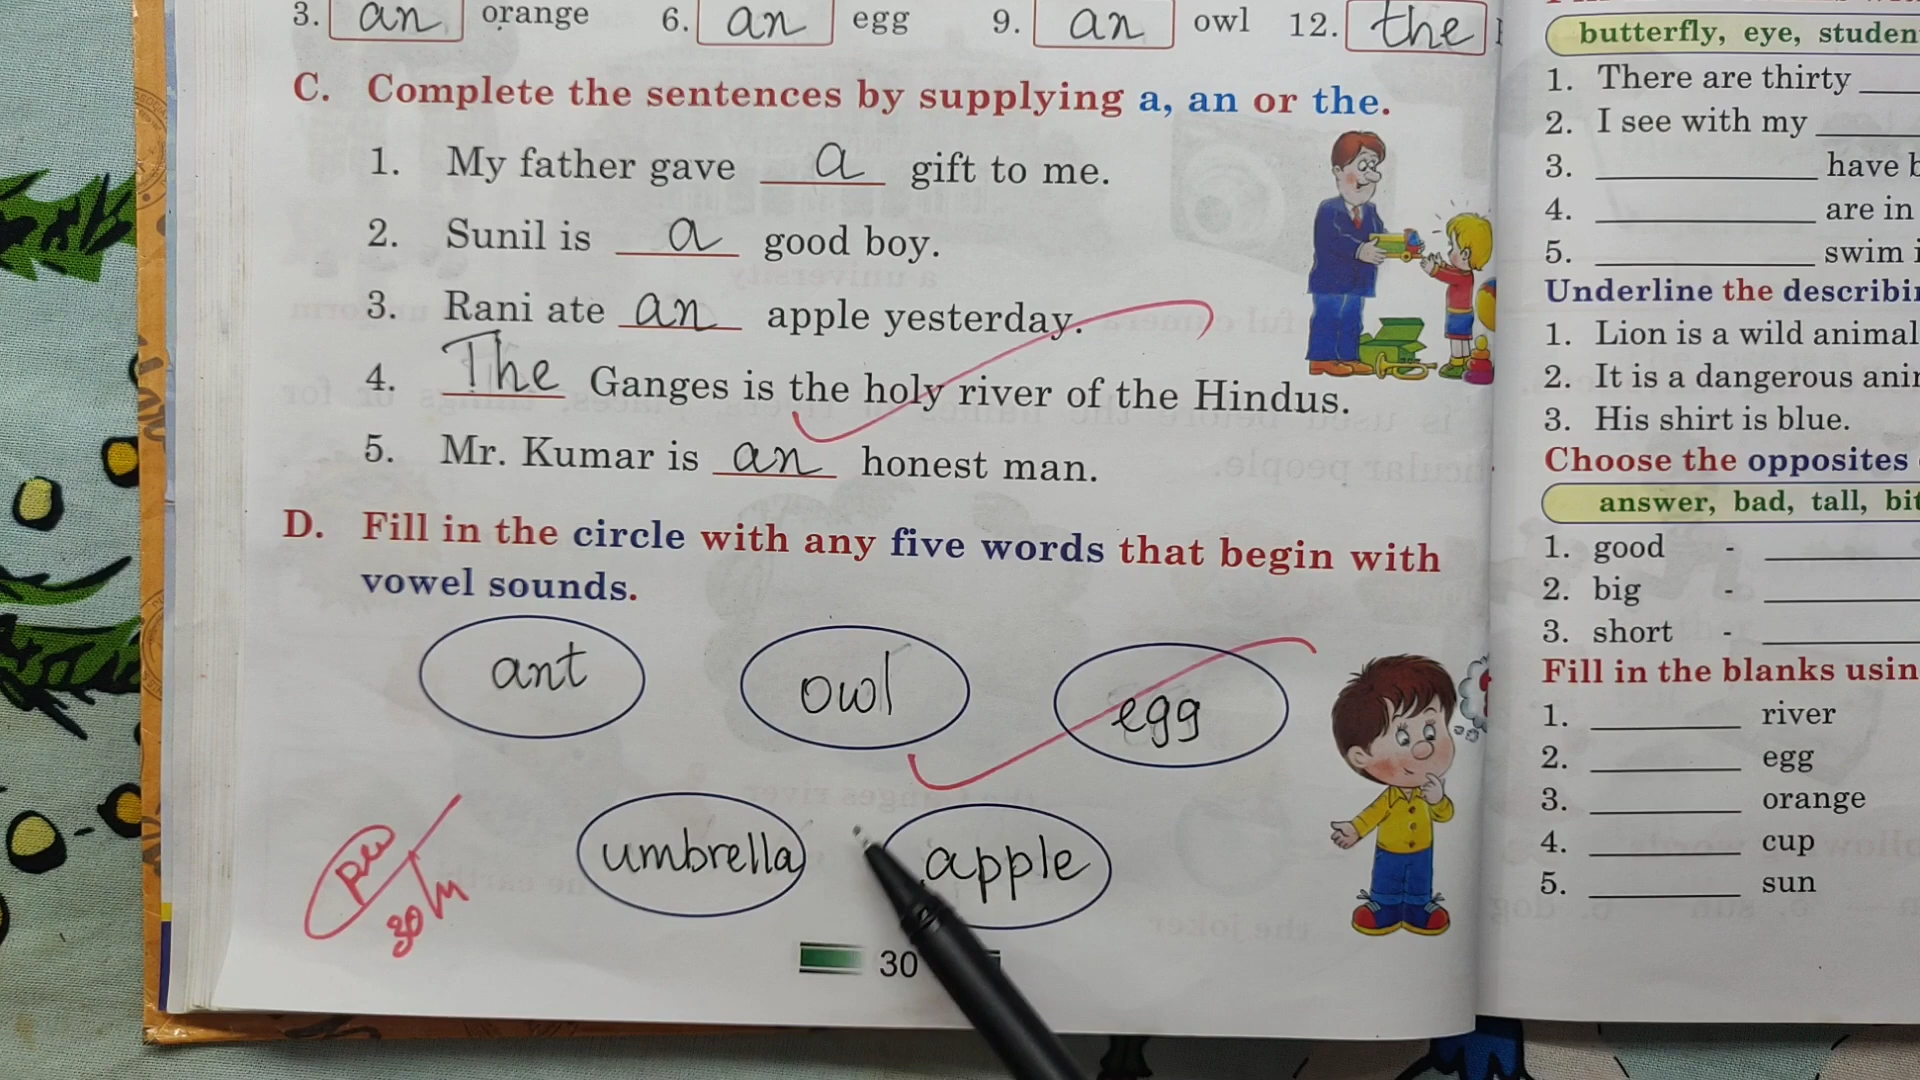 3. an orange 6. an egg 9. an owl 12. the
C. Complete the sentences by supplying a, an or the.
1. My father gave a gift to me.
2. Sunil is a good boy.
3. Rani ate an apple yesterday.
4. The Ganges is the holy river of the Hindus.
5. Mr. Kumar is an honest man.
D. Fill in the circle with any five words that begin with
vowel sounds.
ant owl egg
umbrella apple
30
butterfly, eye,
1. There are thirty
2. I see with my
3. have
4. are in
5. swim
Underline the
1. Lion is a wild animal
2. It is a dangerous
3. His shirt is blue.
Choose the opposites
answer, bad, tall,
1. good -
2. big -
3. short -
Fill in the blanks
1. river
2. egg
3. orange
4. cup
5. sun